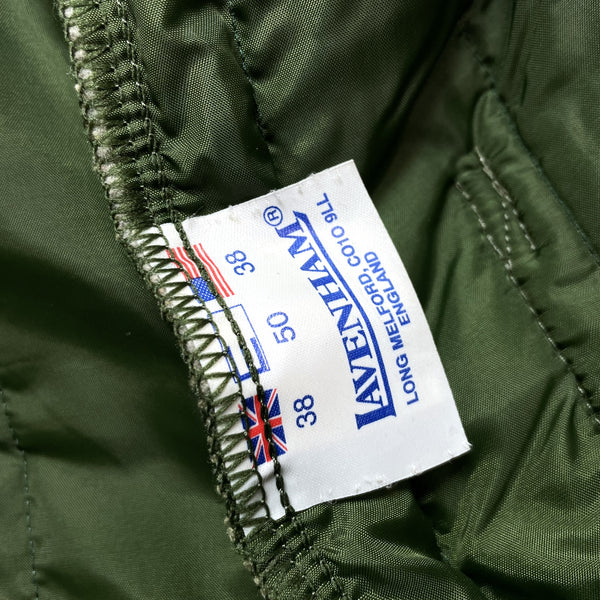 LAVENHAM®
LONG MELFORD, CO10 9LL
ENGLAND.
38 50 38